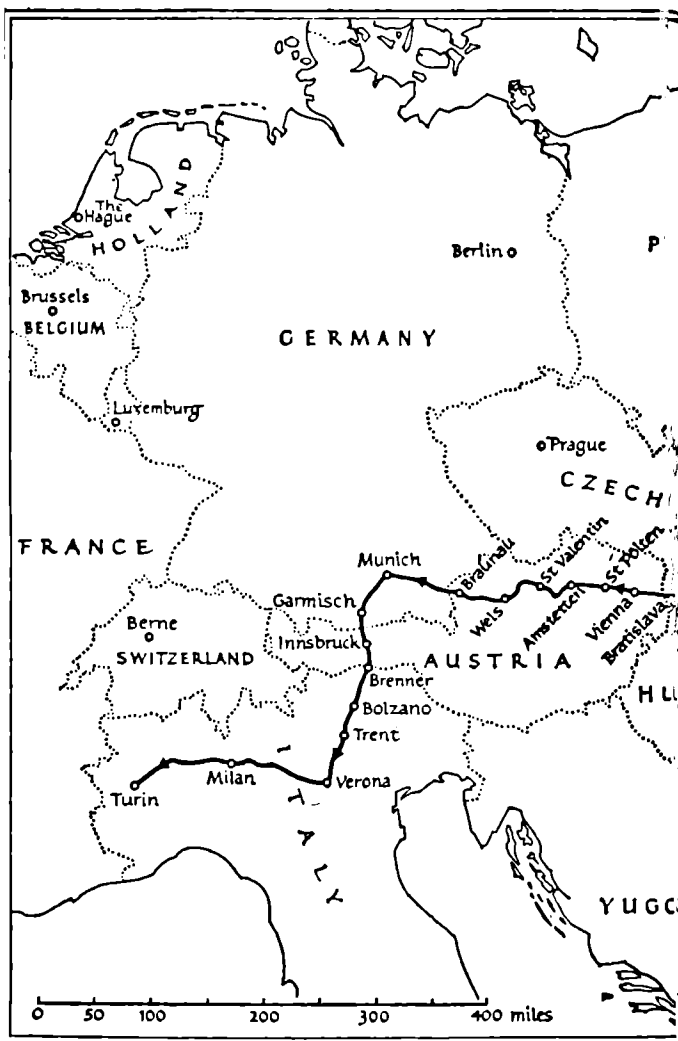 The
Hague
HOLLAND
Berlin
P
Brussels
BELGIUM
GERMANY
Luxemburg
Prague
CZECH
FRANCE
Munich
Braunau
St Valentin
St Pölten
Garmisch
Wels
Amstetten
Vienna
Bratislava
Berne
Innsbruck
SWITZERLAND
AUSTRIA
Brenner
HU
Bolzano
Trent
Milan
Verona
Turin
ITALY
YUGO
0 50 100 200 300 400 miles